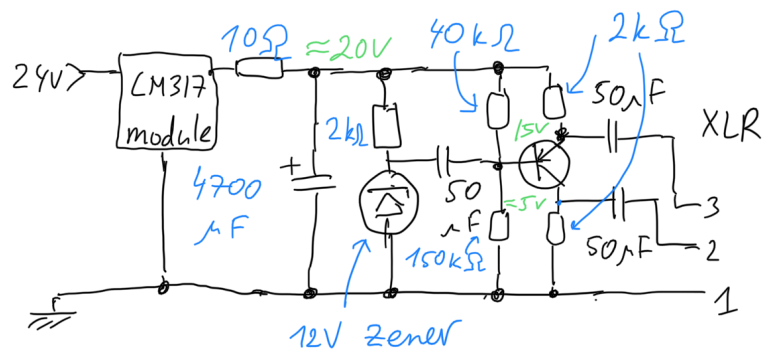 10Ω
≈20V
40kΩ
2kΩ
24V
LM317
module
50µF
XLR
2kΩ
15V
4700
µF
+
50
µF
≈5V
3
150kΩ
50µF
2
12V Zener
1